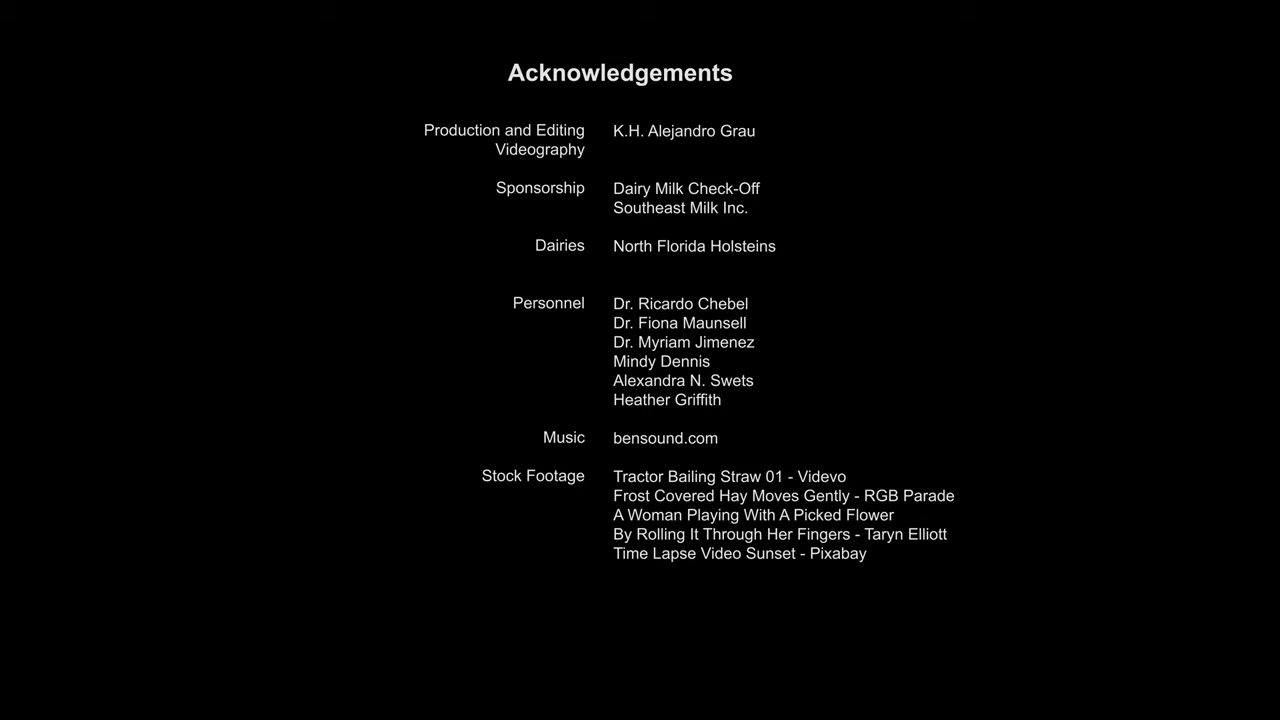 Acknowledgements
Production and Editing K.H. Alejandro Grau
Videography
Sponsorship Dairy Milk Check-Off
Southeast Milk Inc.
Dairies North Florida Holsteins
Personnel Dr. Ricardo Chebel
Dr. Fiona Maunsell
Dr. Myriam Jimenez
Mindy Dennis
Alexandra N. Swets
Heather Griffith
Music bensound.com
Stock Footage Tractor Bailing Straw 01 - Videvo
Frost Covered Hay Moves Gently - RGB Parade
A Woman Playing With A Picked Flower
By Rolling It Through Her Fingers - Taryn Elliott
Time Lapse Video Sunset - Pixabay